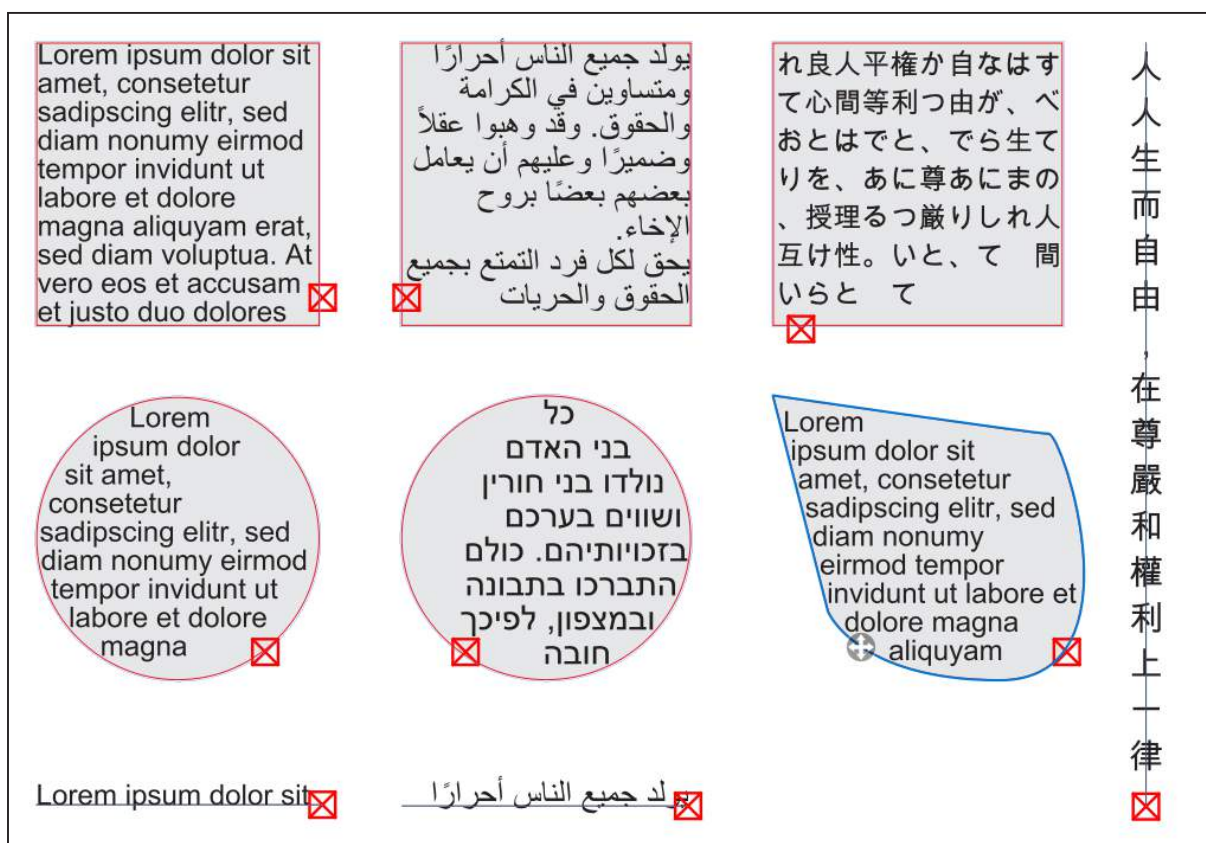 Lorem ipsum dolor sit
amet, consetetur
sadipscing elitr, sed
diam nonumy eirmod
tempor invidunt ut
labore et dolore
magna aliquyam erat,
sed diam voluptua. At
vero eos et accusam
et justo duo dolores
يولد جميع الناس أحرارًا
ومتساوين في الكرامة
والحقوق. وقد وهبوا عقلاً
وضميرًا وعليهم أن يعامل
بعضهم بعضًا بروح
الإخاء.
يحق لكل فرد التمتع بجميع
الحقوق والحريات
すべての人間
は、生まれ
ながらにして
自由であり、
かつ、尊厳と
権利とについて
平等である。
人間は、理性と
良心とを授けら
れており、互い
人人生而自由,在尊嚴和權利上一律
Lorem
ipsum dolor
sit amet,
consetetur
sadipscing elitr, sed
diam nonumy eirmod
tempor invidunt ut
labore et dolore
magna
כל
בני האדם
נולדו בני חורין
ושווים בערכם
בזכויותיהם. כולם
התברכו בתבונה
ובמצפון, לפיכך
חובה
Lorem
ipsum dolor sit
amet, consetetur
sadipscing elitr, sed
diam nonumy
eirmod tempor
invidunt ut labore et
dolore magna
aliquyam
Lorem ipsum dolor sit
يولد جميع الناس أحرارًا